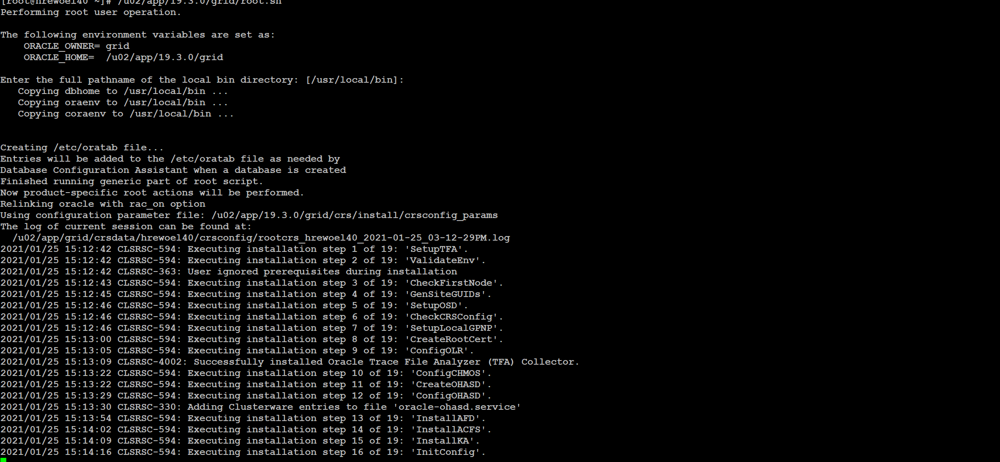 [root@hrewoel40 ~]# /u02/app/19.3.0/grid/root.sh
Performing root user operation.
The following environment variables are set as:
    ORACLE_OWNER= grid
    ORACLE_HOME=  /u02/app/19.3.0/grid
Enter the full pathname of the local bin directory: [/usr/local/bin]:
   Copying dbhome to /usr/local/bin ...
   Copying oraenv to /usr/local/bin ...
   Copying coraenv to /usr/local/bin ...
Creating /etc/oratab file...
Entries will be added to the /etc/oratab file as needed by
Database Configuration Assistant when a database is created
Finished running generic part of root script.
Now product-specific root actions will be performed.
Relinking oracle with rac_on option
Using configuration parameter file: /u02/app/19.3.0/grid/crs/install/crsconfig_params
The log of current session can be found at:
  /u02/app/grid/crsdata/hrewoel40/crsconfig/rootcrs_hrewoel40_2021-01-25_03-12-29PM.log
2021/01/25 15:12:42 CLSRSC-594: Executing installation step 1 of 19: 'SetupTFA'.
2021/01/25 15:12:42 CLSRSC-594: Executing installation step 2 of 19: 'ValidateEnv'.
2021/01/25 15:12:42 CLSRSC-363: User ignored prerequisites during installation
2021/01/25 15:12:43 CLSRSC-594: Executing installation step 3 of 19: 'CheckFirstNode'.
2021/01/25 15:12:45 CLSRSC-594: Executing installation step 4 of 19: 'GenSiteGUIDs'.
2021/01/25 15:12:46 CLSRSC-594: Executing installation step 5 of 19: 'SetupOSD'.
2021/01/25 15:12:46 CLSRSC-594: Executing installation step 6 of 19: 'CheckCRSConfig'.
2021/01/25 15:12:46 CLSRSC-594: Executing installation step 7 of 19: 'SetupLocalGPNP'.
2021/01/25 15:13:00 CLSRSC-594: Executing installation step 8 of 19: 'CreateRootCert'.
2021/01/25 15:13:05 CLSRSC-594: Executing installation step 9 of 19: 'ConfigOLR'.
2021/01/25 15:13:09 CLSRSC-4002: Successfully installed Oracle Trace File Analyzer (TFA) Collector.
2021/01/25 15:13:22 CLSRSC-594: Executing installation step 10 of 19: 'ConfigCHMOS'.
2021/01/25 15:13:22 CLSRSC-594: Executing installation step 11 of 19: 'CreateOHASD'.
2021/01/25 15:13:29 CLSRSC-594: Executing installation step 12 of 19: 'ConfigOHASD'.
2021/01/25 15:13:30 CLSRSC-330: Adding Clusterware entries to file 'oracle-ohasd.service'
2021/01/25 15:13:54 CLSRSC-594: Executing installation step 13 of 19: 'InstallAFD'.
2021/01/25 15:14:02 CLSRSC-594: Executing installation step 14 of 19: 'InstallACFS'.
2021/01/25 15:14:09 CLSRSC-594: Executing installation step 15 of 19: 'InstallKA'.
2021/01/25 15:14:16 CLSRSC-594: Executing installation step 16 of 19: 'InitConfig'.